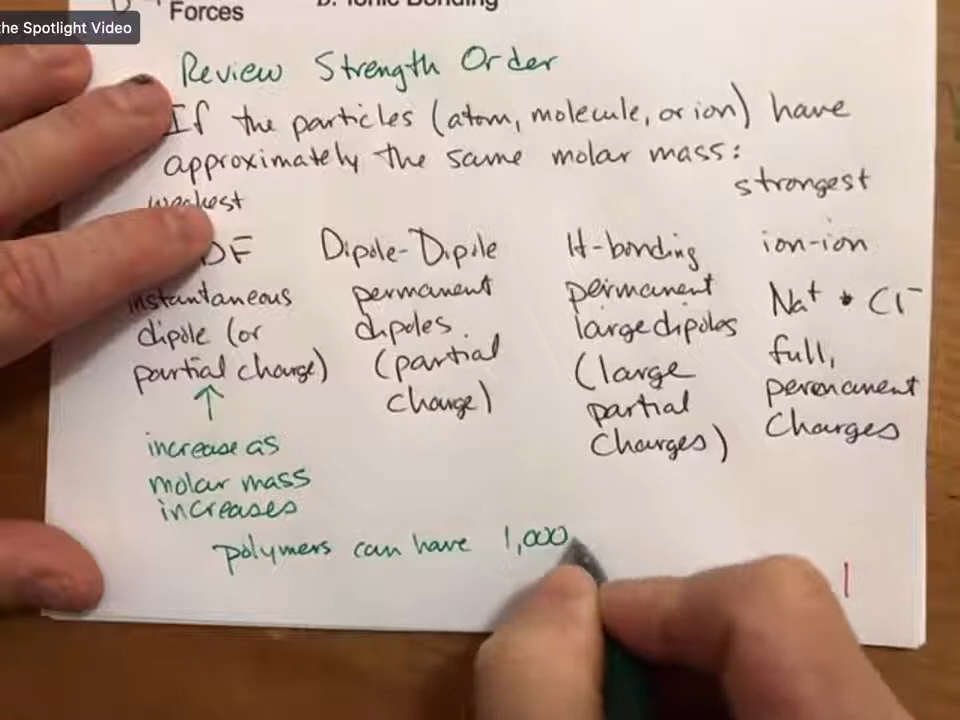 Forces
D. Ionic Bonding
the Spotlight Video
Review Strength Order
If the particles (atom, molecule, or ion) have
approximately the same molar mass:
strongest
weakest
DF Dipole-Dipole H-bonding ion-ion
instantaneous permanent permanent Na+ • Cl−
dipole (or dipoles. large dipoles full,
partial charge) (partial (large permanent
↑ charge) partial charges
increase as charges)
molar mass
increases
polymers can have 1,000
1